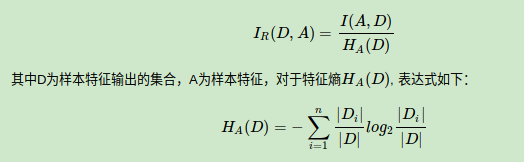 I_R(D, A) = I(A, D) / H_A(D)
其中D为样本特征输出的集合，A为样本特征，对于特征熵H_A(D), 表达式如下：
H_A(D) = −∑_{i=1}^{n} |D_i| / |D| log_2 |D_i| / |D|